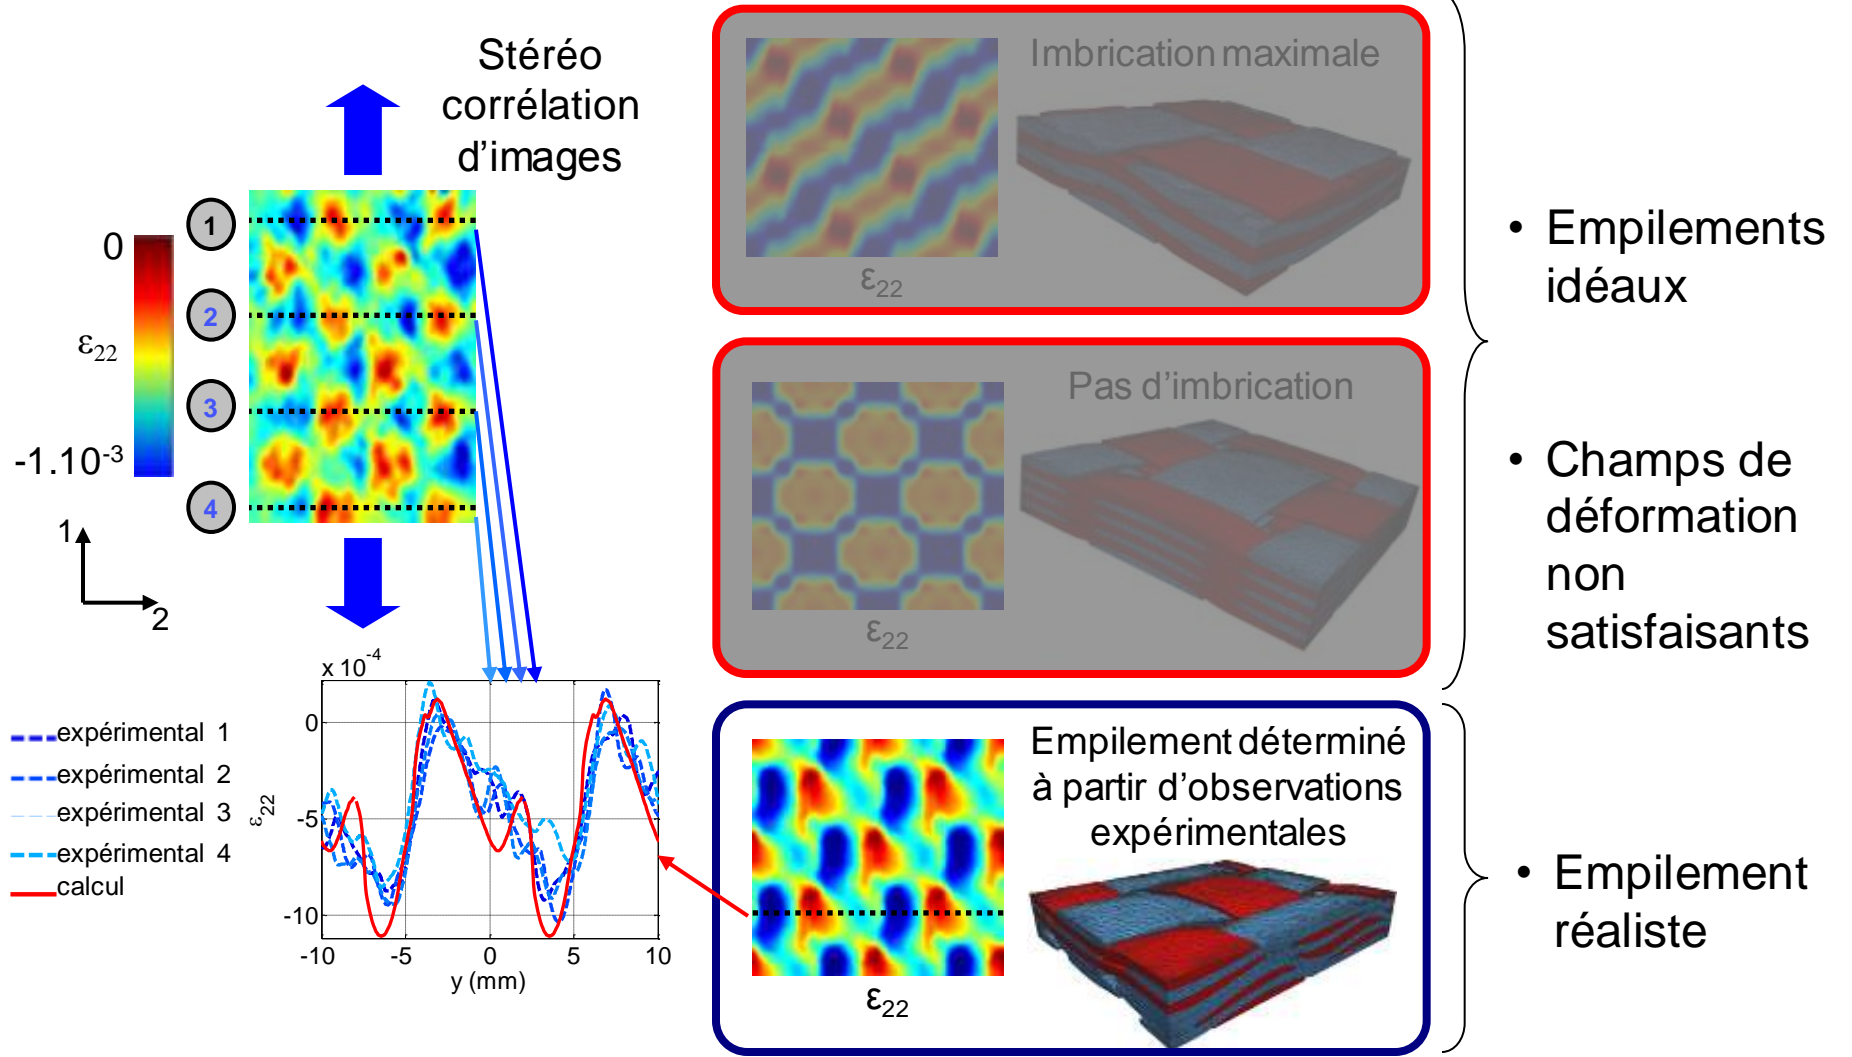 Stéréo
corrélation
d'images
0
ε22
-1.10-3
1
2
3
4
1
2
x 10-4
0
-5
-10
ε22
-10
-5
0
5
10
y (mm)
expérimental 1
expérimental 2
expérimental 3
expérimental 4
calcul
Imbrication maximale
ε22
Pas d'imbrication
ε22
Empilement déterminé
à partir d'observations
expérimentales
ε22
• Empilements
idéaux
• Champs de
déformation
non
satisfaisants
• Empilement
réaliste